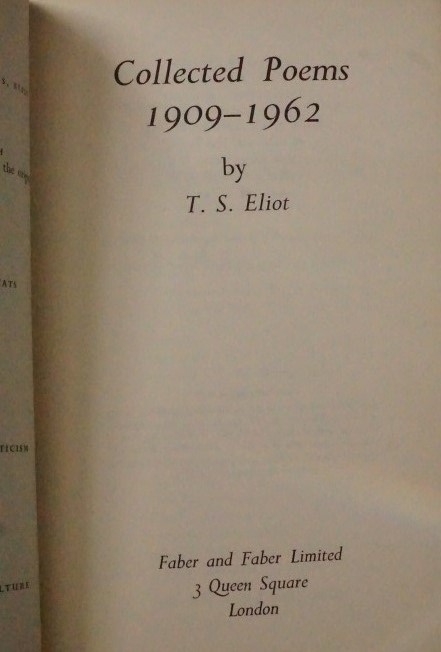 Collected Poems
1909–1962
by
T. S. Eliot
Faber and Faber Limited
3 Queen Square
London